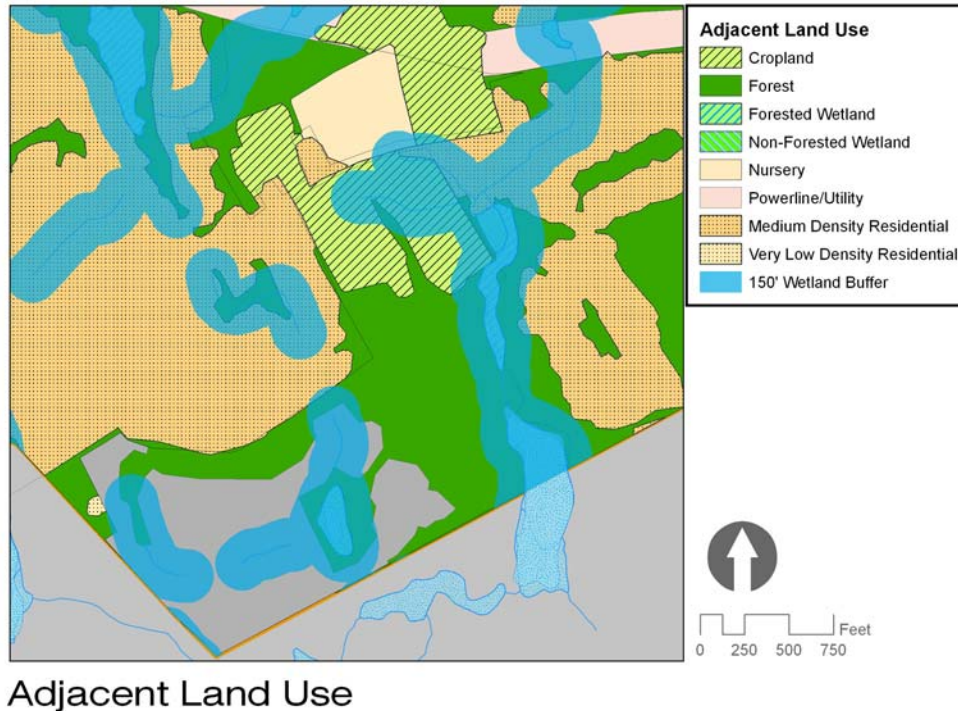 Adjacent Land Use
Cropland
Forest
Forested Wetland
Non-Forested Wetland
Nursery
Powerline/Utility
Medium Density Residential
Very Low Density Residential
150' Wetland Buffer
Feet
0 250 500 750
Adjacent Land Use